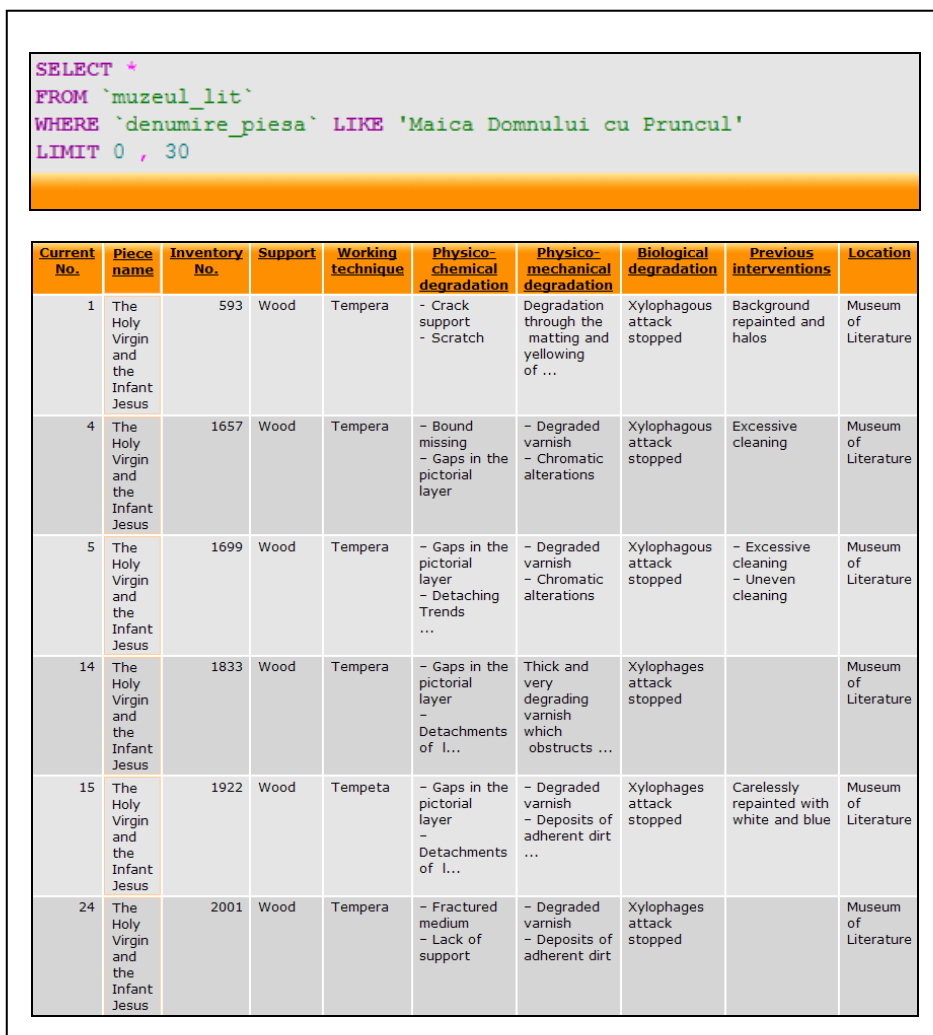 SELECT *
FROM `muzeul_lit`
WHERE `denumire_piesa` LIKE 'Maica Domnului cu Pruncul'
LIMIT 0 , 30
Current No. Piece name Inventory No. Support Working technique Physico-chemical degradation Physico-mechanical degradation Biological degradation Previous interventions Location
1 The Holy Virgin and the Infant Jesus 593 Wood Tempera - Crack support - Scratch Degradation through the matting and yellowing of ... Xylophagous attack stopped Background repainted and halos Museum of Literature
4 The Holy Virgin and the Infant Jesus 1657 Wood Tempera – Bound missing – Gaps in the pictorial layer – Degraded varnish – Chromatic alterations Xylophagous attack stopped Excessive cleaning Museum of Literature
5 The Holy Virgin and the Infant Jesus 1699 Wood Tempera – Gaps in the pictorial layer – Detaching Trends ... – Degraded varnish – Chromatic alterations Xylophagous attack stopped – Excessive cleaning – Uneven cleaning Museum of Literature
14 The Holy Virgin and the Infant Jesus 1833 Wood Tempera – Gaps in the pictorial layer – Detachments of l... Thick and very degrading varnish which obstructs ... Xylophages attack stopped Museum of Literature
15 The Holy Virgin and the Infant Jesus 1922 Wood Tempeta – Gaps in the pictorial layer – Detachments of l... – Degraded varnish – Deposits of adherent dirt ... Xylophages attack stopped Carelessly repainted with white and blue Museum of Literature
24 The Holy Virgin and the Infant Jesus 2001 Wood Tempera – Fractured medium – Lack of support – Degraded varnish – Deposits of adherent dirt Xylophages attack stopped Museum of Literature